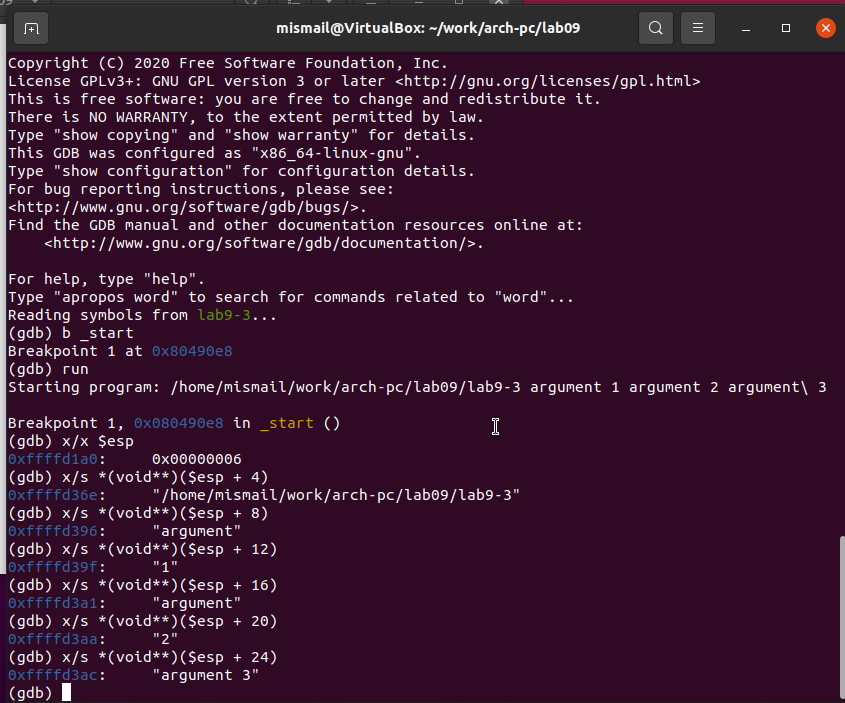 mismail@VirtualBox: ~/work/arch-pc/lab09
Copyright (C) 2020 Free Software Foundation, Inc.
License GPLv3+: GNU GPL version 3 or later <http://gnu.org/licenses/gpl.html>
This is free software: you are free to change and redistribute it.
There is NO WARRANTY, to the extent permitted by law.
Type "show copying" and "show warranty" for details.
This GDB was configured as "x86_64-linux-gnu".
Type "show configuration" for configuration details.
For bug reporting instructions, please see:
<http://www.gnu.org/software/gdb/bugs/>.
Find the GDB manual and other documentation resources online at:
    <http://www.gnu.org/software/gdb/documentation/>.

For help, type "help".
Type "apropos word" to search for commands related to "word"...
Reading symbols from lab9-3...
(gdb) b _start
Breakpoint 1 at 0x80490e8
(gdb) run
Starting program: /home/mismail/work/arch-pc/lab09/lab9-3 argument 1 argument 2 argument\ 3

Breakpoint 1, 0x080490e8 in _start ()
(gdb) x/x $esp
0xffffd1a0:     0x00000006
(gdb) x/s *(void**)($esp + 4)
0xffffd36e:     "/home/mismail/work/arch-pc/lab09/lab9-3"
(gdb) x/s *(void**)($esp + 8)
0xffffd396:     "argument"
(gdb) x/s *(void**)($esp + 12)
0xffffd39f:     "1"
(gdb) x/s *(void**)($esp + 16)
0xffffd3a1:     "argument"
(gdb) x/s *(void**)($esp + 20)
0xffffd3aa:     "2"
(gdb) x/s *(void**)($esp + 24)
0xffffd3ac:     "argument 3"
(gdb)